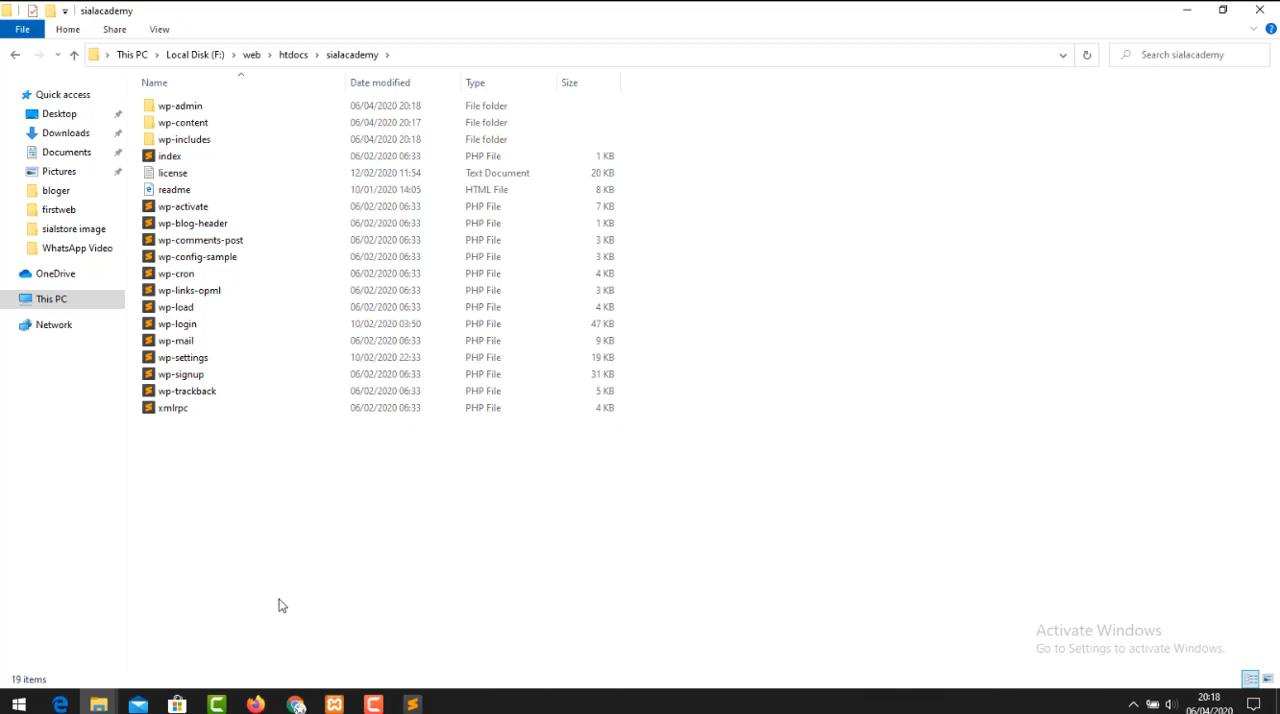 sialacademy
File Home Share View
This PC Local Disk (F:) web htdocs sialacademy Search sialacademy
Name Date modified Type Size
Quick access
Desktop
Downloads
Documents
Pictures
bloger
firstweb
sialstore image
WhatsApp Video
OneDrive
This PC
Network
wp-admin 06/04/2020 20:18 File folder
wp-content 06/04/2020 20:17 File folder
wp-includes 06/04/2020 20:18 File folder
index 06/02/2020 06:33 PHP File 1 KB
license 12/02/2020 11:54 Text Document 20 KB
readme 10/01/2020 14:05 HTML File 8 KB
wp-activate 06/02/2020 06:33 PHP File 7 KB
wp-blog-header 06/02/2020 06:33 PHP File 1 KB
wp-comments-post 06/02/2020 06:33 PHP File 3 KB
wp-config-sample 06/02/2020 06:33 PHP File 3 KB
wp-cron 06/02/2020 06:33 PHP File 4 KB
wp-links-opml 06/02/2020 06:33 PHP File 3 KB
wp-load 06/02/2020 06:33 PHP File 4 KB
wp-login 10/02/2020 03:50 PHP File 47 KB
wp-mail 06/02/2020 06:33 PHP File 9 KB
wp-settings 10/02/2020 22:33 PHP File 19 KB
wp-signup 06/02/2020 06:33 PHP File 31 KB
wp-trackback 06/02/2020 06:33 PHP File 5 KB
xmlrpc 06/02/2020 06:33 PHP File 4 KB
Activate Windows
Go to Settings to activate Windows.
19 items
20:18
06/04/2020